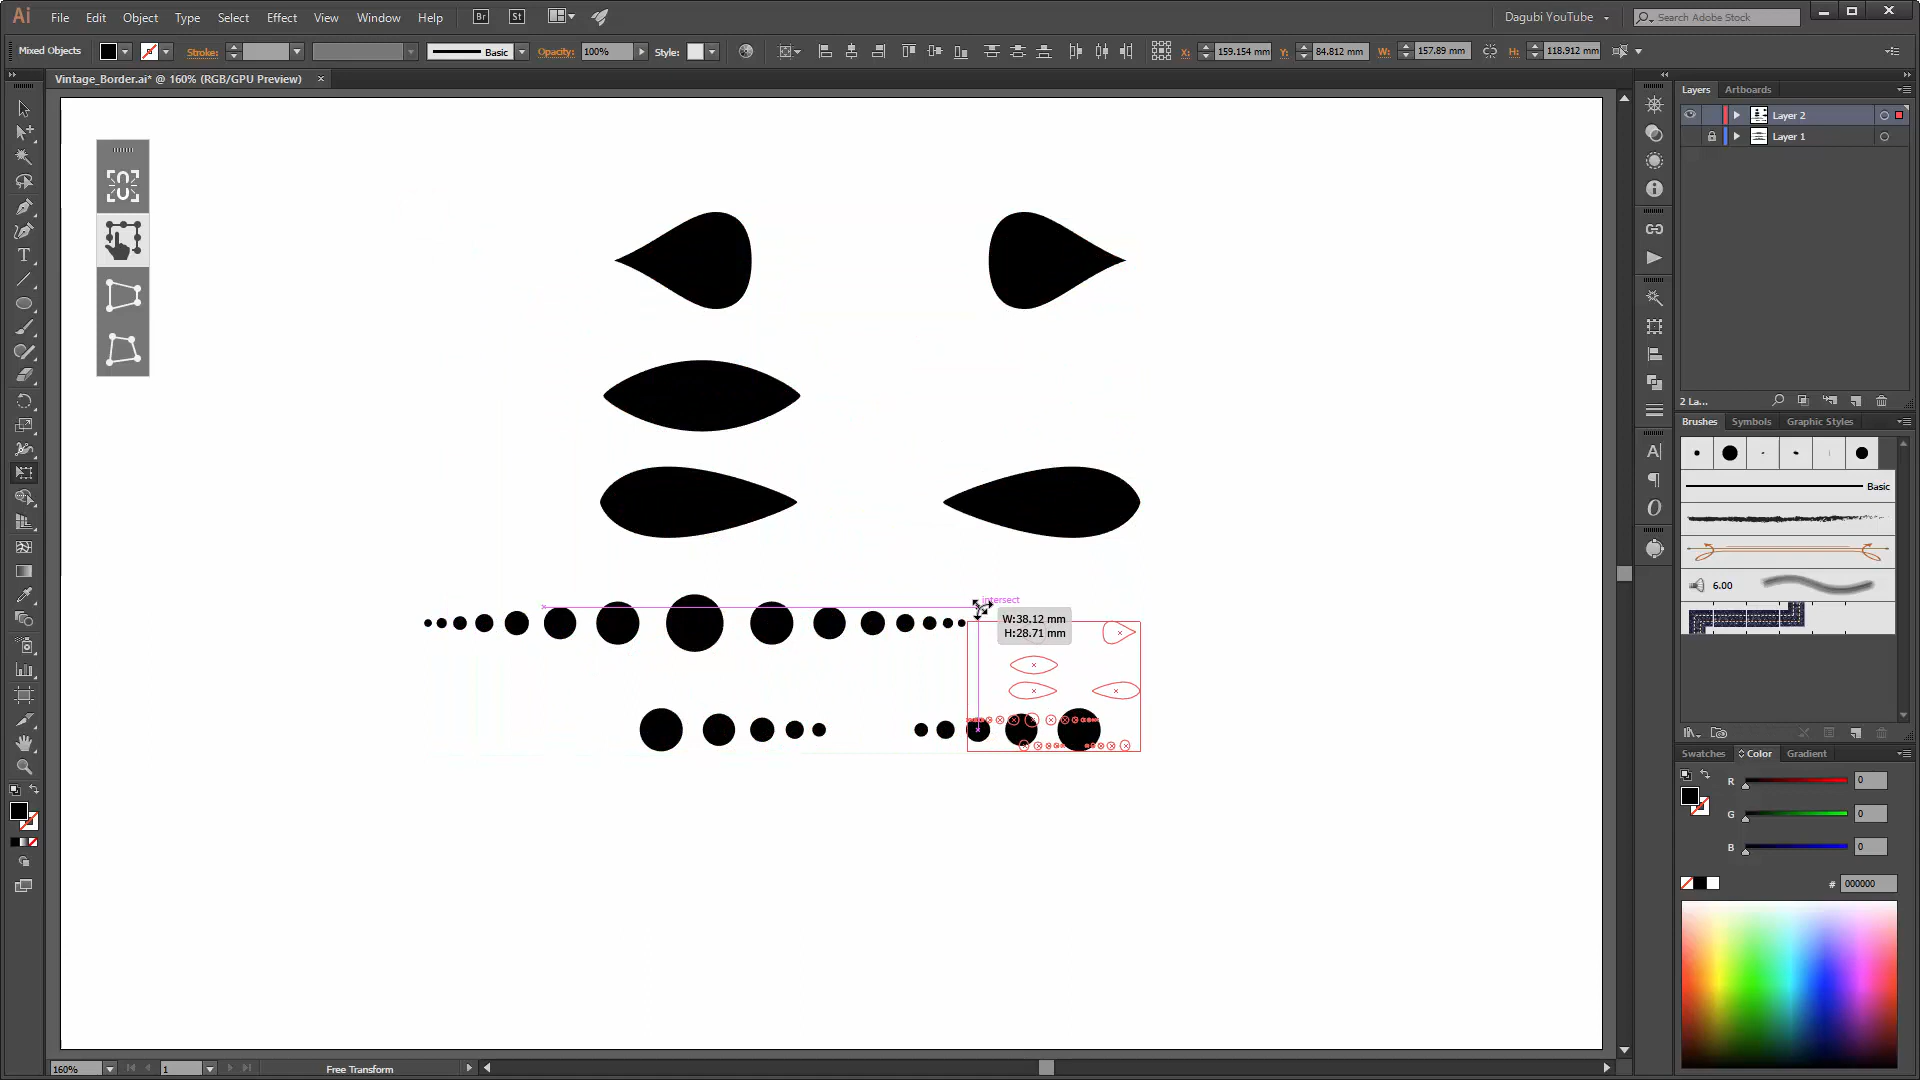 Ai File Edit Object Type Select Effect View Window Help Br St Dagubi YouTube Search Adobe Stock
Mixed Objects Stroke: Basic Opacity: 100% Style: X: 159.154 mm Y: 84.812 mm W: 157.89 mm H: 118.912 mm
Vintage_Border.ai* @ 160% (RGB/GPU Preview)
Layers Artboards
Layer 2
Layer 1
2 La...
Brushes Symbols Graphic Styles
Basic
6.00
intersect
W:38.12 mm
H:28.71 mm
Swatches Color Gradient
R 0
G 0
B 0
# 000000
160% 1 Free Transform